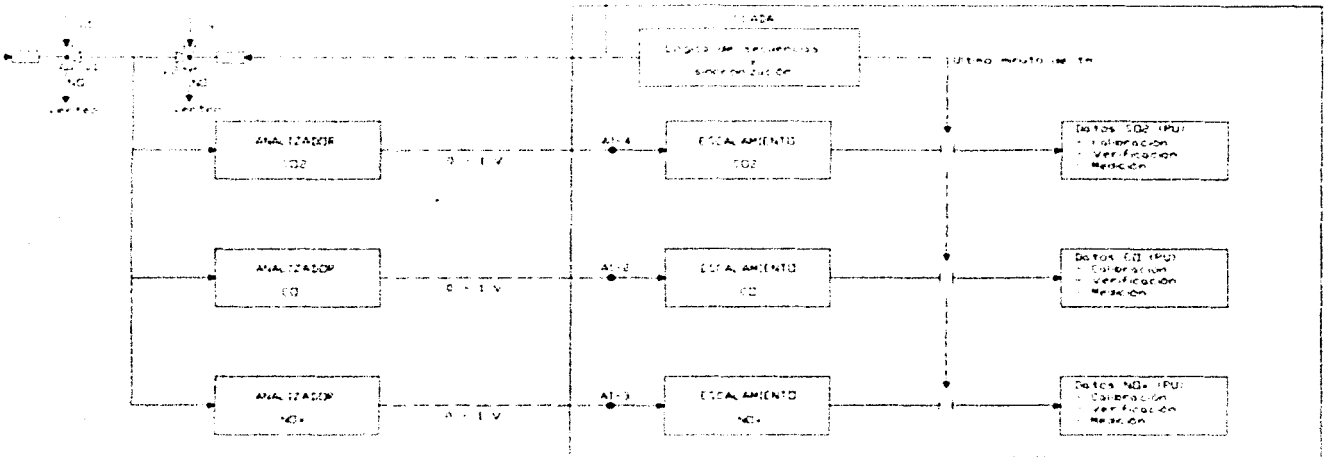 Lógica de secuencias
y
sincronización
Ultimo minuto de tm
NO
NO
venteo
venteo
ANALIZADOR
SO2
0 - 1 V
AI-4
ESCALAMIENTO
SO2
Datos SO2 (PU)
- Calibración
- Verificación
- Medición
ANALIZADOR
CO
0 - 1 V
AI-2
ESCALAMIENTO
CO
Datos CO (PU)
- Calibración
- Verificación
- Medición
ANALIZADOR
NOx
0 - 1 V
AI-3
ESCALAMIENTO
NOx
Datos NOx (PU)
- Calibración
- Verificación
- Medición